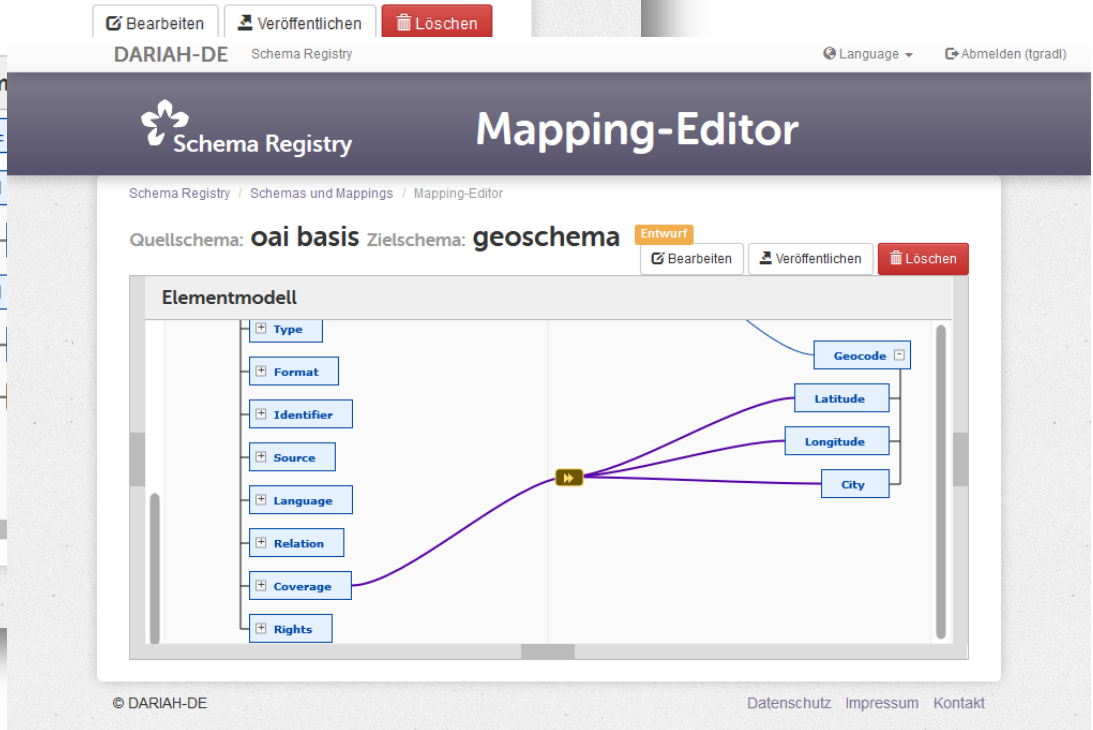 Bearbeiten Veröffentlichen Löschen
DARIAH-DE Schema Registry Language Abmelden (tgradl)
Schema Registry Mapping-Editor
Schema Registry / Schemas und Mappings / Mapping-Editor
Quellschema: oai basis Zielschema: geoschema Entwurf
Bearbeiten Veröffentlichen Löschen
Elementmodell
Type
Geocode
Format
Latitude
Identifier
Longitude
Source
City
Language
Relation
Coverage
Rights
© DARIAH-DE Datenschutz Impressum Kontakt